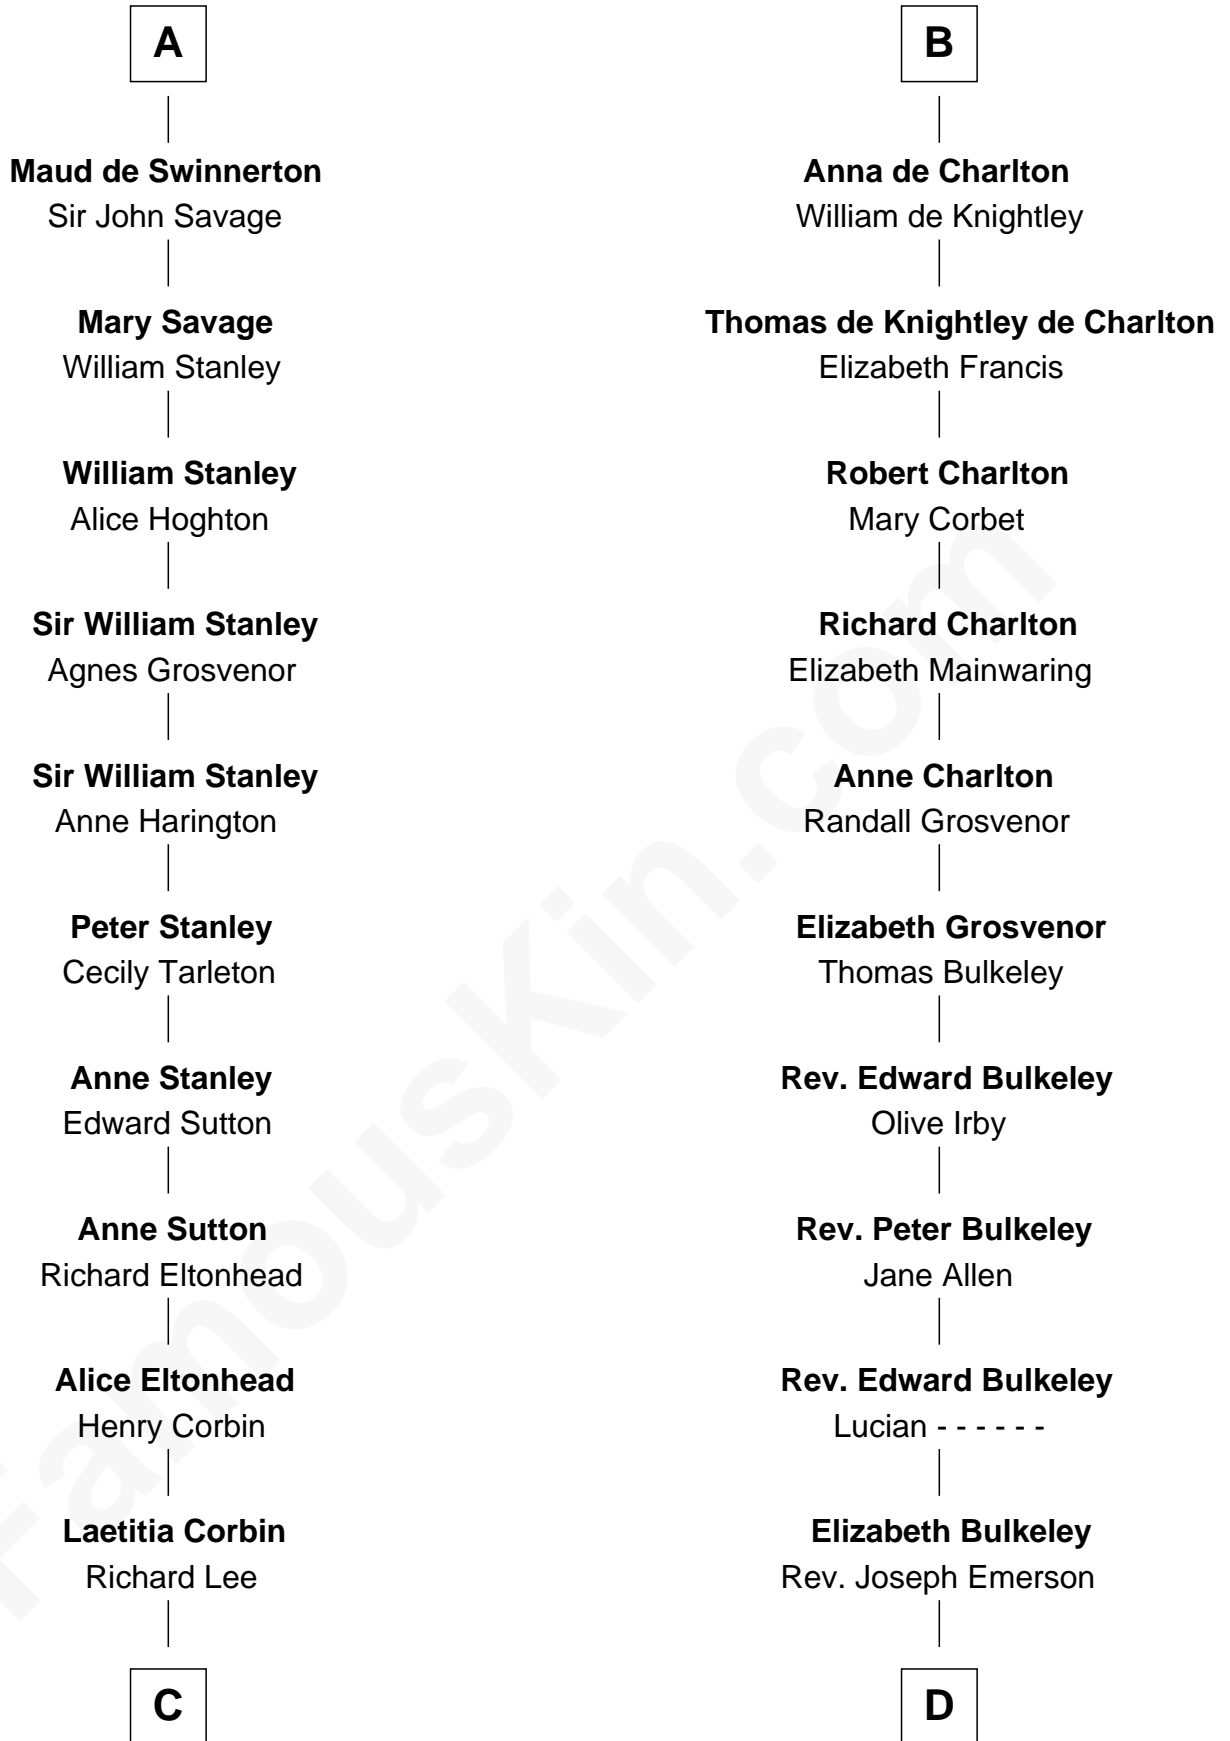 A
Maud de Swinnerton
Sir John Savage
Mary Savage
William Stanley
William Stanley
Alice Hoghton
Sir William Stanley
Agnes Grosvenor
Sir William Stanley
Anne Harington
Peter Stanley
Cecily Tarleton
Anne Stanley
Edward Sutton
Anne Sutton
Richard Eltonhead
Alice Eltonhead
Henry Corbin
Laetitia Corbin
Richard Lee
C
B
Anna de Charlton
William de Knightley
Thomas de Knightley de Charlton
Elizabeth Francis
Robert Charlton
Mary Corbet
Richard Charlton
Elizabeth Mainwaring
Anne Charlton
Randall Grosvenor
Elizabeth Grosvenor
Thomas Bulkeley
Rev. Edward Bulkeley
Olive Irby
Rev. Peter Bulkeley
Jane Allen
Rev. Edward Bulkeley
Lucian - - - - - -
Elizabeth Bulkeley
Rev. Joseph Emerson
D
FamousKin.com